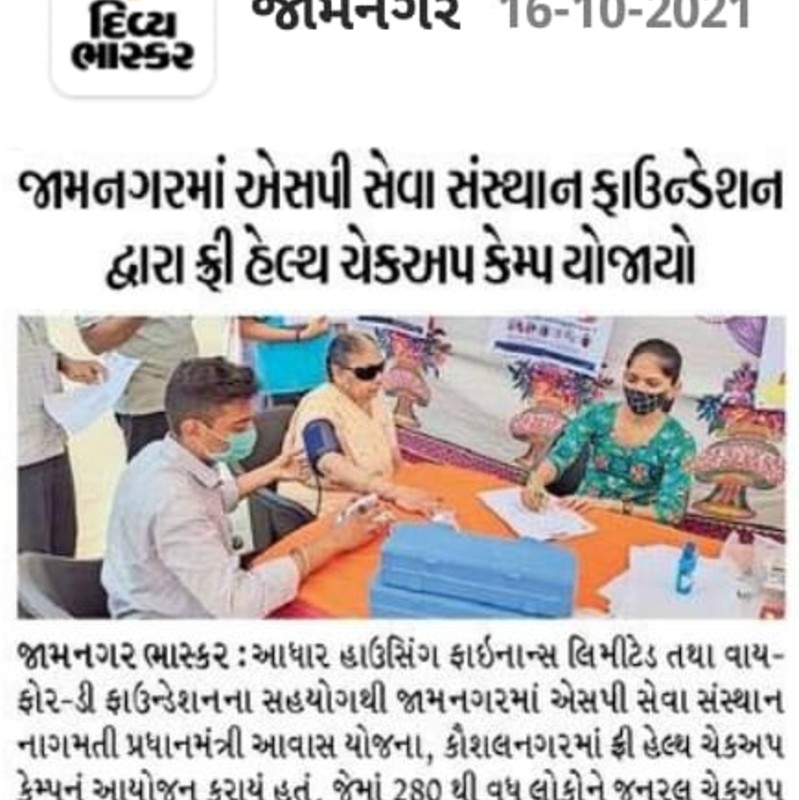 દિવ્ય
ભાસ્કર
જામનગર 16-10-2021
જામનગરમાં એસપી સેવા સંસ્થાન ફાઉન્ડેશન
દ્વારા ફ્રી હેલ્થ ચેકઅપ કેમ્પ યોજાયો
જામનગર ભાસ્કર : આધાર હાઉસિંગ ફાઇનાન્સ લિમીટેડ તથા વાય-
ફોર-ડી ફાઉન્ડેશનના સહયોગથી જામનગરમાં એસપી સેવા સંસ્થાન
નાગમતી પ્રધાનમંત્રી આવાસ યોજના, કૌશલનગરમાં ફ્રી હેલ્થ ચેકઅપ
કેમ્પનું આયોજન કરાયું હતું. જેમાં 280 થી વધુ લોકોને જનરલ ચેકઅપ